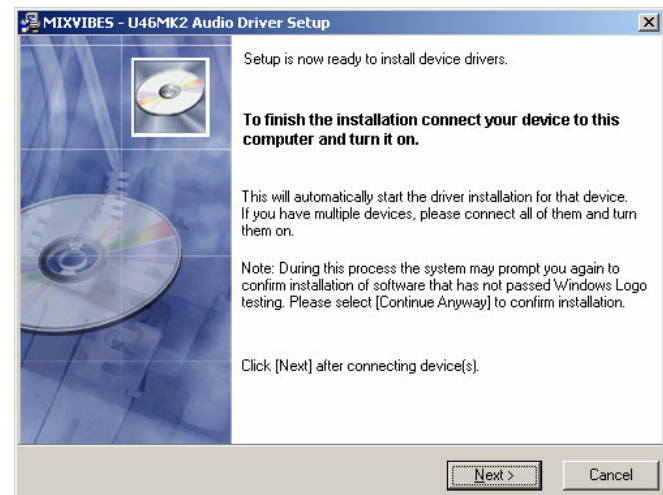 MIXVIBES - U46MK2 Audio Driver Setup
Setup is now ready to install device drivers.
To finish the installation connect your device to this
computer and turn it on.
This will automatically start the driver installation for that device.
If you have multiple devices, please connect all of them and turn
them on.
Note: During this process the system may prompt you again to
confirm installation of software that has not passed Windows Logo
testing. Please select [Continue Anyway] to confirm installation.
Click [Next] after connecting device(s).
Next >
Cancel